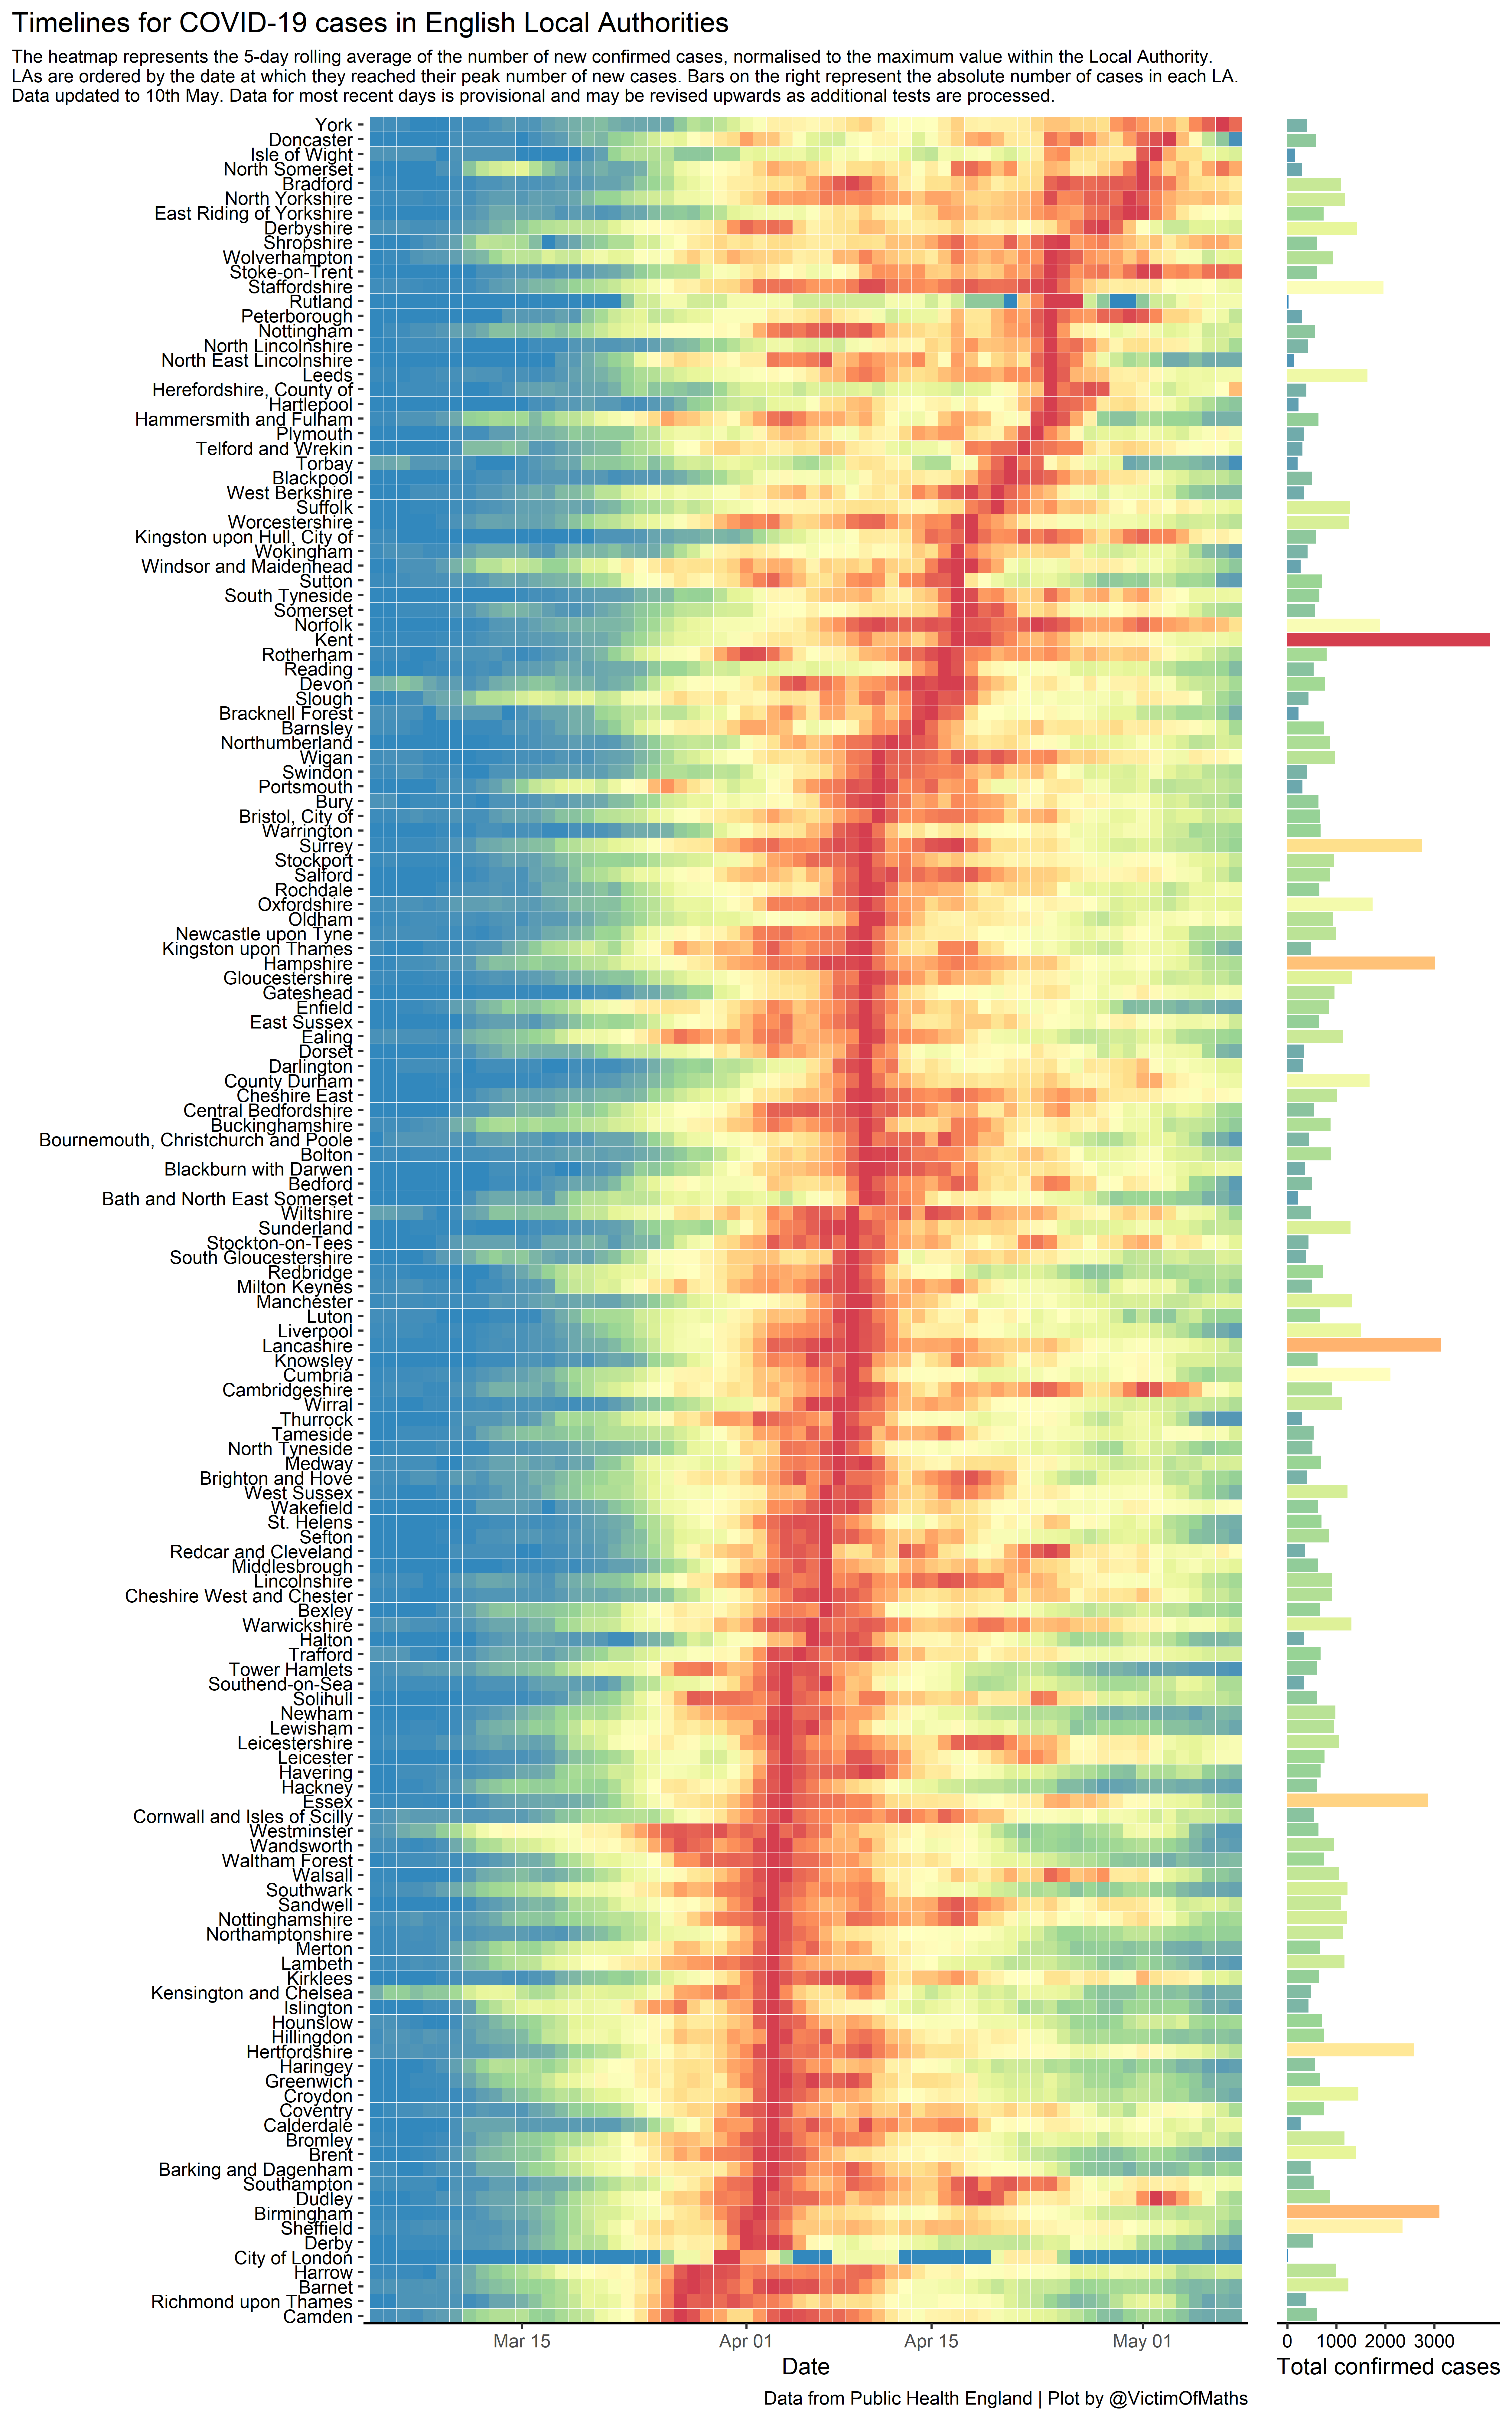 Timelines for COVID-19 cases in English Local Authorities
The heatmap represents the 5-day rolling average of the number of new confirmed cases, normalised to the maximum value within the Local Authority.
LAs are ordered by the date at which they reached their peak number of new cases. Bars on the right represent the absolute number of cases in each LA.
Data updated to 10th May. Data for most recent days is provisional and may be revised upwards as additional tests are processed.
York
Doncaster
Isle of Wight
North Somerset
Bradford
North Yorkshire
East Riding of Yorkshire
Derbyshire
Shropshire
Wolverhampton
Stoke-on-Trent
Staffordshire
Rutland
Peterborough
Nottingham
North Lincolnshire
North East Lincolnshire
Leeds
Herefordshire, County of
Hartlepool
Hammersmith and Fulham
Plymouth
Telford and Wrekin
Torbay
Blackpool
West Berkshire
Suffolk
Worcestershire
Kingston upon Hull, City of
Wokingham
Windsor and Maidenhead
Sutton
South Tyneside
Somerset
Norfolk
Kent
Rotherham
Reading
Devon
Slough
Bracknell Forest
Barnsley
Northumberland
Wigan
Swindon
Portsmouth
Bury
Bristol, City of
Warrington
Surrey
Stockport
Salford
Rochdale
Oxfordshire
Oldham
Newcastle upon Tyne
Kingston upon Thames
Hampshire
Gloucestershire
Gateshead
Enfield
East Sussex
Ealing
Dorset
Darlington
County Durham
Cheshire East
Central Bedfordshire
Buckinghamshire
Bournemouth, Christchurch and Poole
Bolton
Blackburn with Darwen
Bedford
Bath and North East Somerset
Wiltshire
Sunderland
Stockton-on-Tees
South Gloucestershire
Redbridge
Milton Keynes
Manchester
Luton
Liverpool
Lancashire
Knowsley
Cumbria
Cambridgeshire
Wirral
Thurrock
Tameside
North Tyneside
Medway
Brighton and Hove
West Sussex
Wakefield
St. Helens
Sefton
Redcar and Cleveland
Middlesbrough
Lincolnshire
Cheshire West and Chester
Bexley
Warwickshire
Halton
Trafford
Tower Hamlets
Southend-on-Sea
Solihull
Newham
Lewisham
Leicestershire
Leicester
Havering
Hackney
Essex
Cornwall and Isles of Scilly
Westminster
Wandsworth
Waltham Forest
Walsall
Southwark
Sandwell
Nottinghamshire
Northamptonshire
Merton
Lambeth
Kirklees
Kensington and Chelsea
Islington
Hounslow
Hillingdon
Hertfordshire
Haringey
Greenwich
Croydon
Coventry
Calderdale
Bromley
Brent
Barking and Dagenham
Southampton
Dudley
Birmingham
Sheffield
Derby
City of London
Harrow
Barnet
Richmond upon Thames
Camden
Mar 15 Apr 01 Apr 15 May 01
Date
0 1000 2000 3000
Total confirmed cases
Data from Public Health England | Plot by @VictimOfMaths